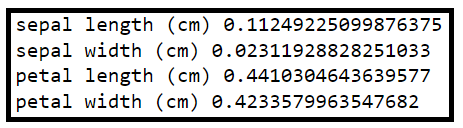 sepal length (cm) 0.11249225099876375
sepal width (cm) 0.02311928828251033
petal length (cm) 0.4410304643639577
petal width (cm) 0.4233579963547682